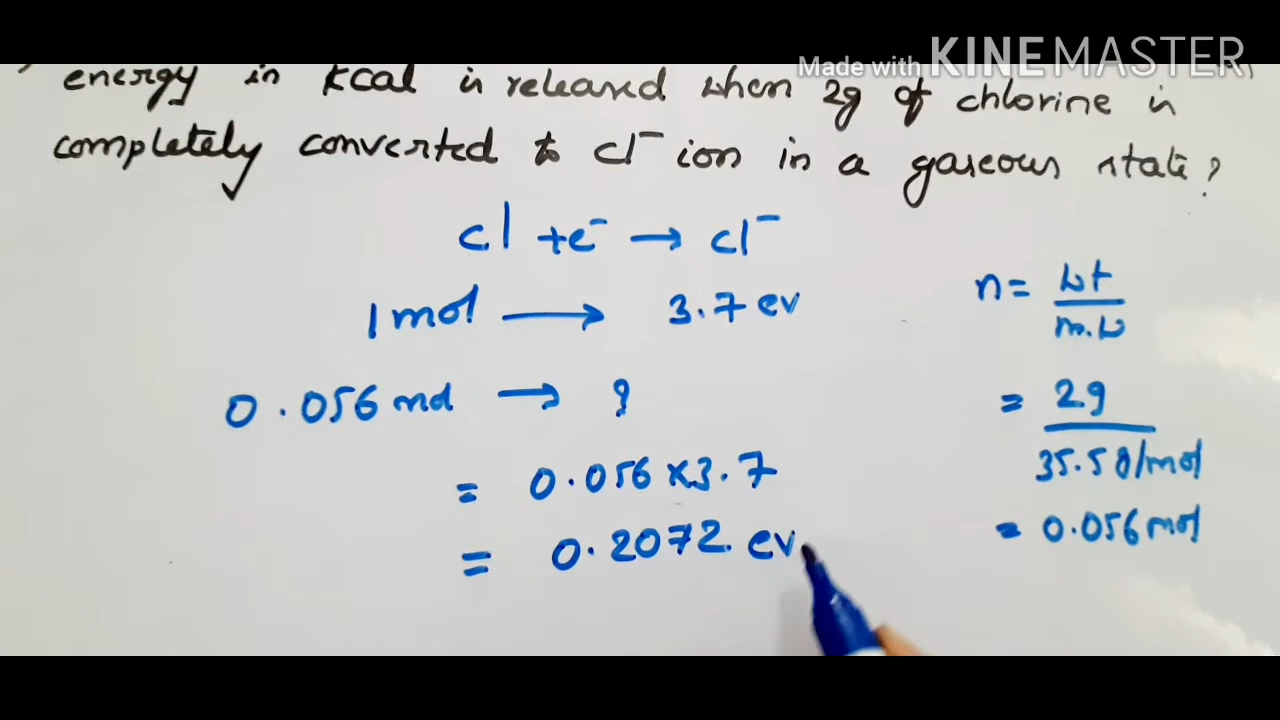 Made with KINEMASTER
energy in kcal is released when 2g of chlorine is
completely converted to Cl⁻ ion in a gaseous state?
Cl + e⁻ → Cl⁻
1 mol → 3.7 ev
n = wt / m.w
0.056 mol → ?
= 2g / 35.5 g/mol
= 0.056 × 3.7
= 0.2072 ev
= 0.056 mol